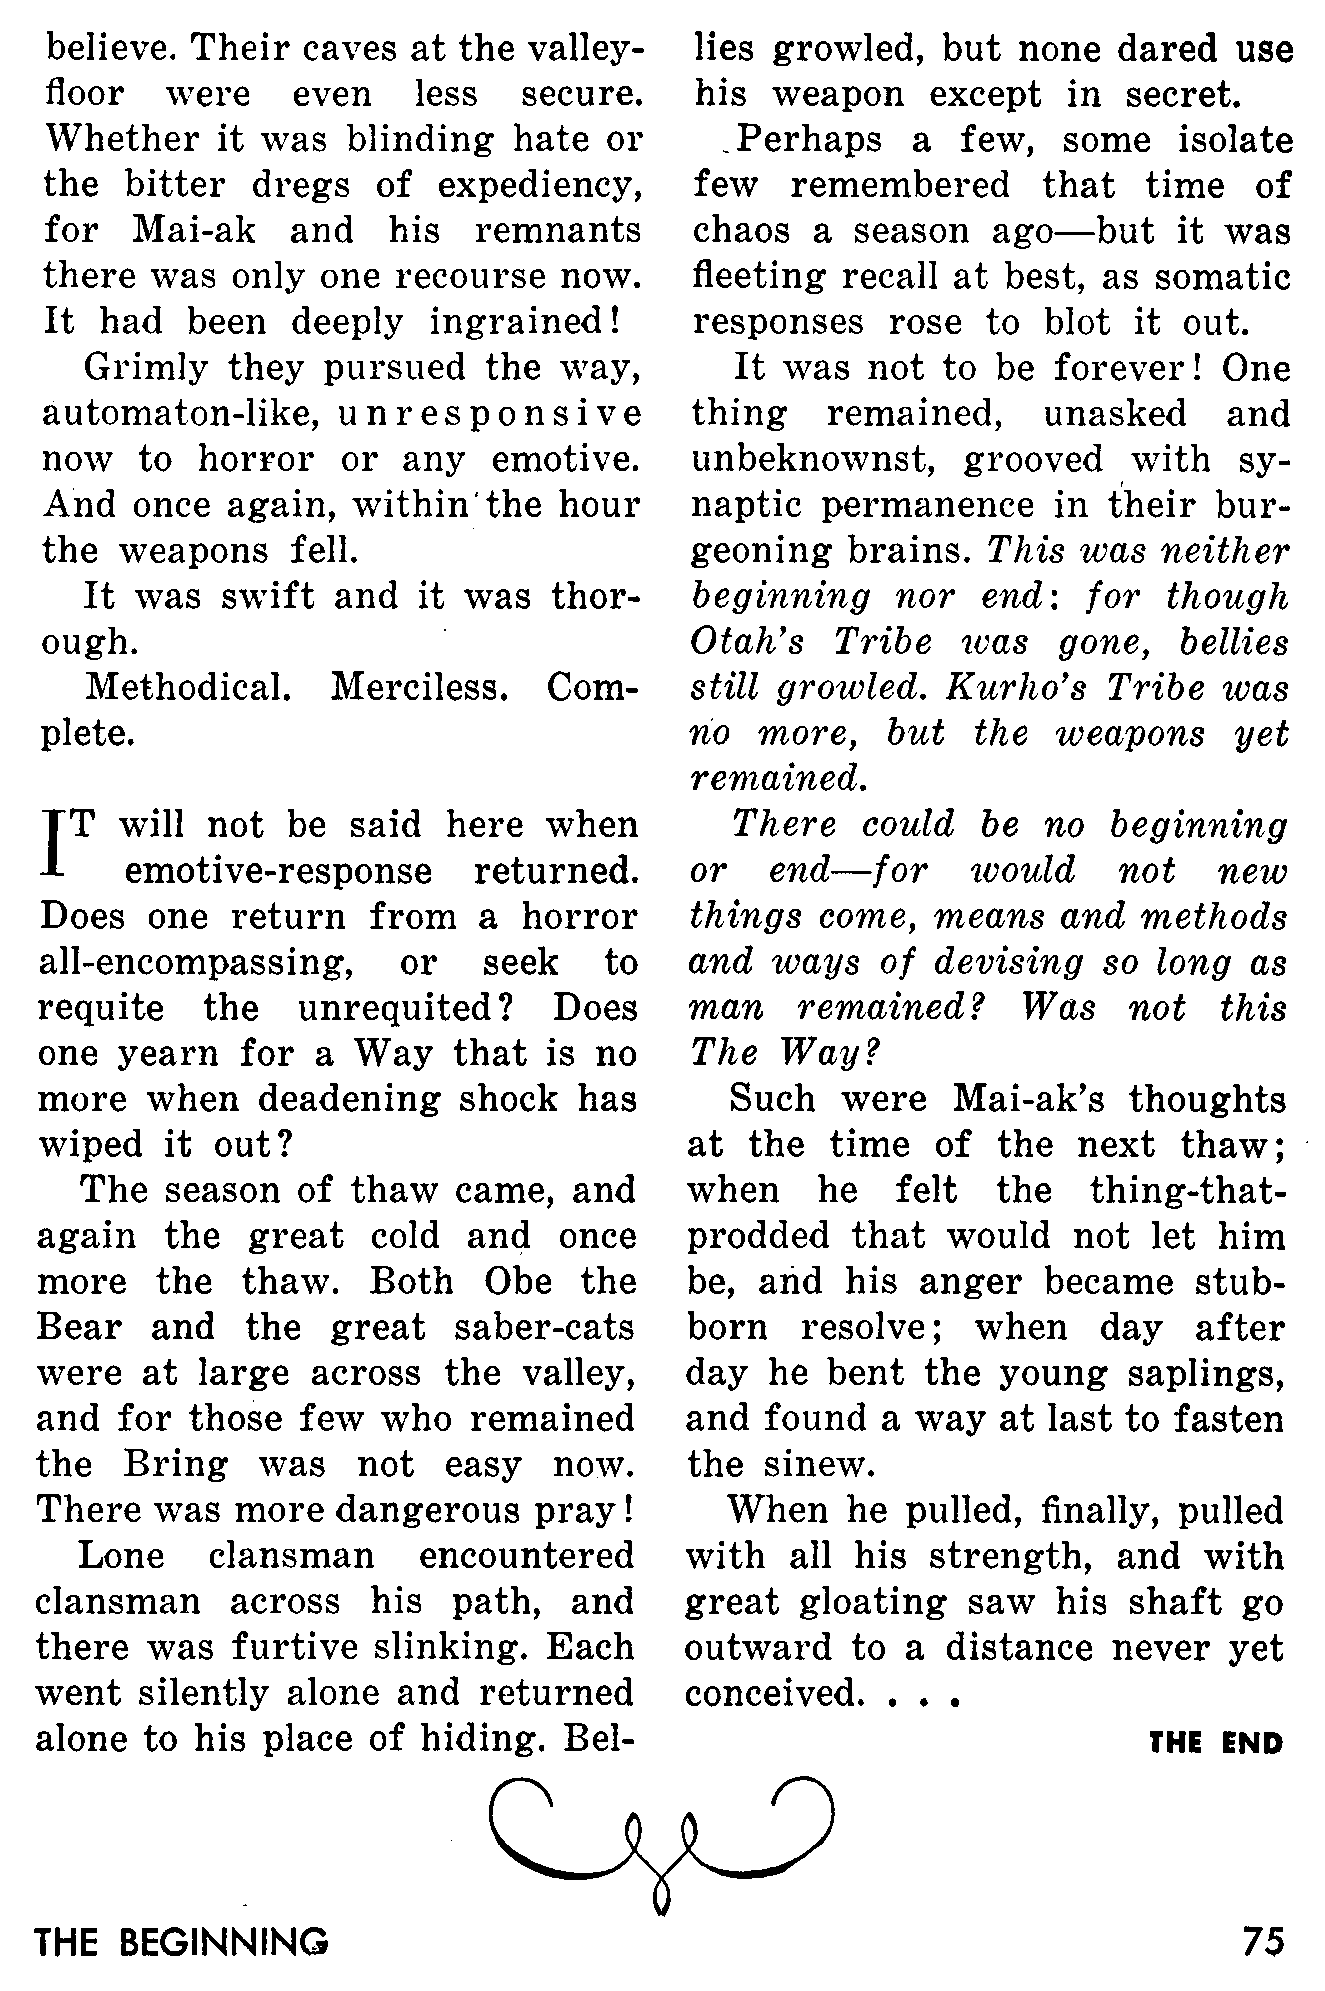 believe. Their caves at the valley-
floor were even less secure.
Whether it was blinding hate or
the bitter dregs of expediency,
for Mai-ak and his remnants
there was only one recourse now.
It had been deeply ingrained!
Grimly they pursued the way,
automaton-like, unresponsive
now to horror or any emotive.
And once again, within the hour
the weapons fell.
It was swift and it was thor-
ough.
Methodical. Merciless. Com-
plete.
IT will not be said here when
emotive-response returned.
Does one return from a horror
all-encompassing, or seek to
requite the unrequited? Does
one yearn for a Way that is no
more when deadening shock has
wiped it out?
The season of thaw came, and
again the great cold and once
more the thaw. Both Obe the
Bear and the great saber-cats
were at large across the valley,
and for those few who remained
the Bring was not easy now.
There was more dangerous pray!
Lone clansman encountered
clansman across his path, and
there was furtive slinking. Each
went silently alone and returned
alone to his place of hiding. Bel-
lies growled, but none dared use
his weapon except in secret.
Perhaps a few, some isolate
few remembered that time of
chaos a season ago—but it was
fleeting recall at best, as somatic
responses rose to blot it out.
It was not to be forever! One
thing remained, unasked and
unbeknownst, grooved with sy-
naptic permanence in their bur-
geoning brains. This was neither
beginning nor end: for though
Otah's Tribe was gone, bellies
still growled. Kurho's Tribe was
no more, but the weapons yet
remained.
There could be no beginning
or end—for would not new
things come, means and methods
and ways of devising so long as
man remained? Was not this
The Way?
Such were Mai-ak's thoughts
at the time of the next thaw;
when he felt the thing-that-
prodded that would not let him
be, and his anger became stub-
born resolve; when day after
day he bent the young saplings,
and found a way at last to fasten
the sinew.
When he pulled, finally, pulled
with all his strength, and with
great gloating saw his shaft go
outward to a distance never yet
conceived. . . .
THE END
THE BEGINNING
75